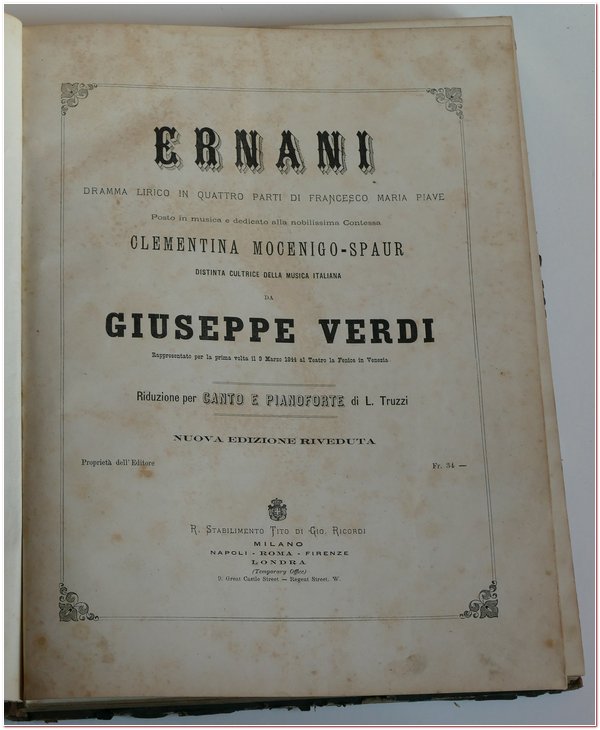 ERNANI
DRAMMA LIRICO IN QUATTRO PARTI DI FRANCESCO MARIA PIAVE
Posto in musica e dedicato alla nobilissima Contessa
CLEMENTINA MOCENIGO-SPAUR
DISTINTA CULTRICE DELLA MUSICA ITALIANA
DA
GIUSEPPE VERDI
Rappresentato per la prima volta il 9 Marzo 1844 al Teatro la Fenice in Venezia
Riduzione per CANTO E PIANOFORTE di L. Truzzi
NUOVA EDIZIONE RIVEDUTA
Proprietà dell'Editore
Fr. 34 —
R. STABILIMENTO TITO DI GIO. RICORDI
MILANO
NAPOLI - ROMA - FIRENZE
LONDRA
(Temporary Office)
9. Great Castle Street — Regent Street. W.